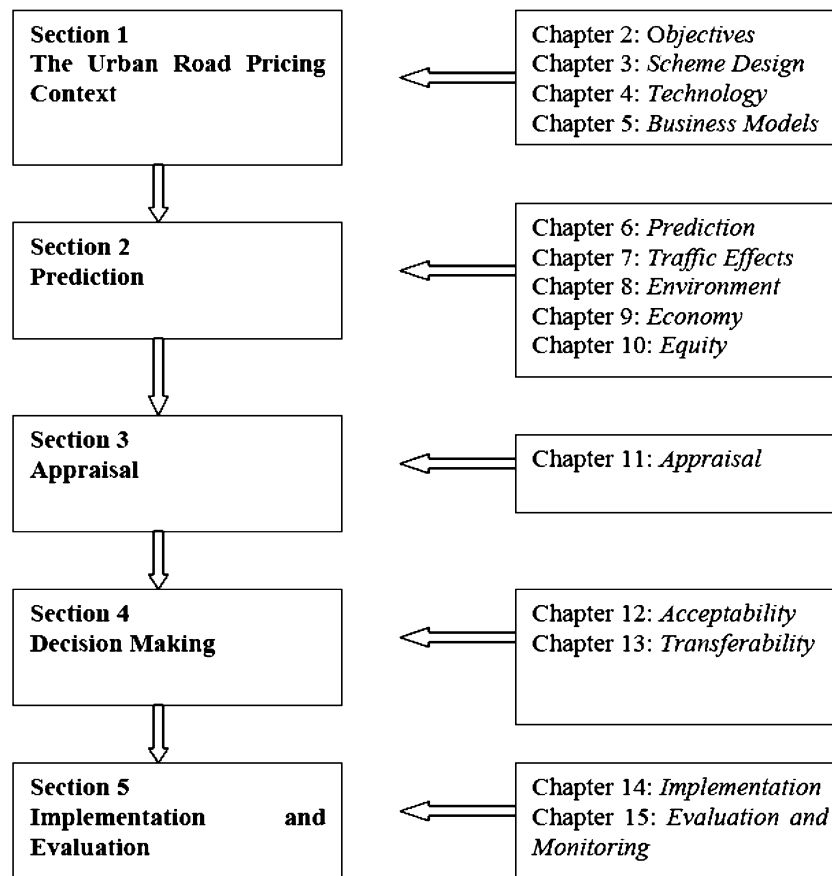 Section 1
The Urban Road Pricing
Context
Chapter 2: Objectives
Chapter 3: Scheme Design
Chapter 4: Technology
Chapter 5: Business Models
Section 2
Prediction
Chapter 6: Prediction
Chapter 7: Traffic Effects
Chapter 8: Environment
Chapter 9: Economy
Chapter 10: Equity
Section 3
Appraisal
Chapter 11: Appraisal
Section 4
Decision Making
Chapter 12: Acceptability
Chapter 13: Transferability
Section 5
Implementation and
Evaluation
Chapter 14: Implementation
Chapter 15: Evaluation and
Monitoring